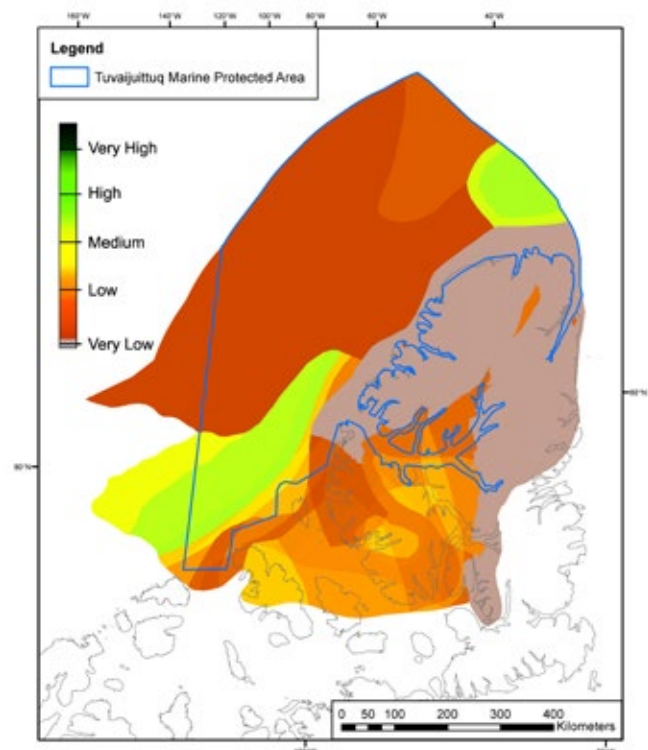 160°W 140°W 120°W 100°W 80°W 60°W 40°W
Legend
Tuvaijuittuq Marine Protected Area
Very High
High
Medium
Low
Very Low
80°N
0 50 100 200 300 400
Kilometers